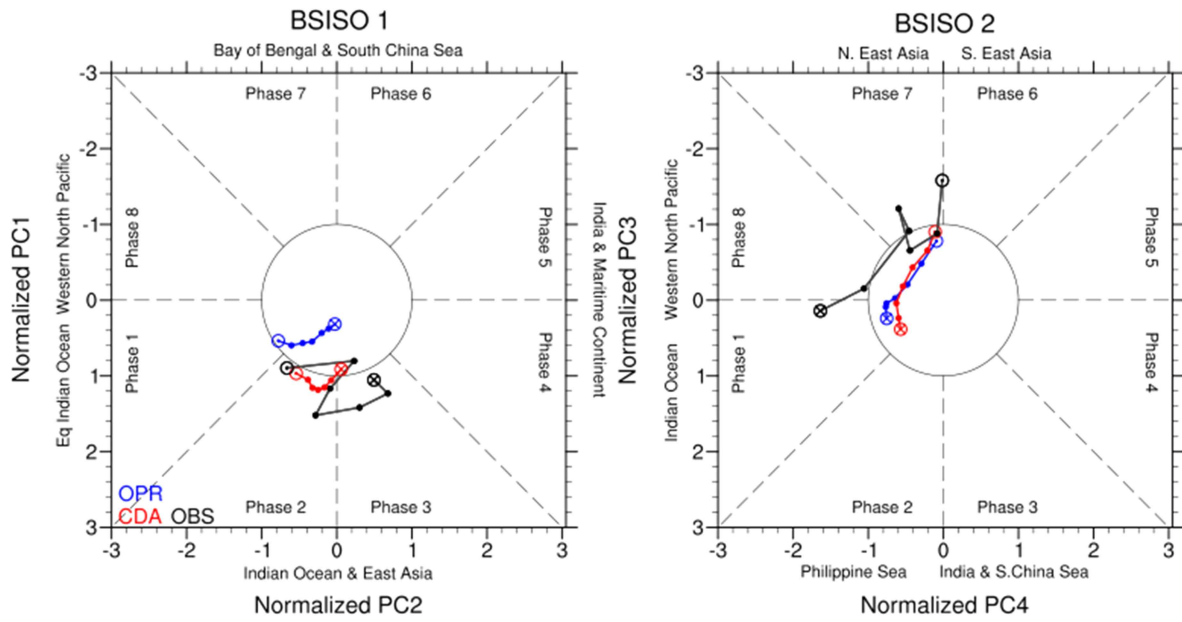 BSISO 1
Bay of Bengal & South China Sea
-3
-2
-1
0
1
2
3
Phase 7
Phase 6
Phase 8
Phase 5
Phase 1
Phase 4
Phase 2
Phase 3
Normalized PC1
Eq Indian Ocean Western North Pacific
India & Maritime Continent
OPR
CDA OBS
-3 -2 -1 0 1 2 3
Indian Ocean & East Asia
Normalized PC2
BSISO 2
N. East Asia S. East Asia
-3
-2
-1
0
1
2
3
Phase 7
Phase 6
Phase 8
Phase 5
Phase 1
Phase 4
Phase 2
Phase 3
Normalized PC3
Indian Ocean Western North Pacific
-3 -2 -1 0 1 2 3
Philippine Sea India & S.China Sea
Normalized PC4